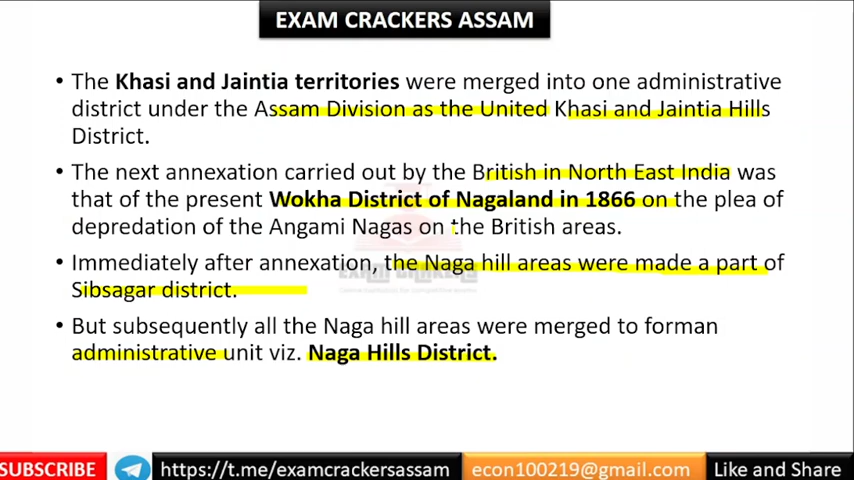 EXAM CRACKERS ASSAM
• The Khasi and Jaintia territories were merged into one administrative
district under the Assam Division as the United Khasi and Jaintia Hills
District.
• The next annexation carried out by the British in North East India was
that of the present Wokha District of Nagaland in 1866 on the plea of
depredation of the Angami Nagas on the British areas.
• Immediately after annexation, the Naga hill areas were made a part of
Sibsagar district.
EXAM CRACKERS
• But subsequently all the Naga hill areas were merged to forman
administrative unit viz. Naga Hills District.
SUBSCRIBE https://t.me/examcrackersassam econ100219@gmail.com Like and Share